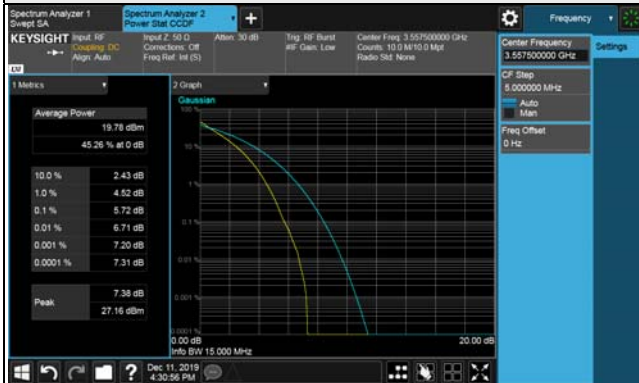 Spectrum Analyzer 1
Swept SA
Spectrum Analyzer 2
Power Stat CCDF
+
Frequency
KEYSIGHT
Input: RF
Coupling: DC
Align: Auto
Input Z: 50 Ω
Corrections: Off
Freq Ref: Int (S)
Atten: 30 dB
Trig: RF Burst
#IF Gain: Low
Center Freq: 3.557500000 GHz
Counts: 10.0 M/10.0 Mpt
Radio Std: None
Center Frequency
3.557500000 GHz
Settings
CF Step
5.000000 MHz
Auto
Man
Freq Offset
0 Hz
1 Metrics
Average Power
19.78 dBm
45.26 % at 0 dB
10.0 % 2.43 dB
1.0 % 4.52 dB
0.1 % 5.72 dB
0.01 % 6.71 dB
0.001 % 7.20 dB
0.0001 % 7.31 dB
Peak
7.38 dB
27.16 dBm
2 Graph
Gaussian
100 %
10 %
1 %
0.1 %
0.01 %
0.001 %
0.0001 %
0.00 dB
20.00 dB
Info BW 15.000 MHz
?
Dec 11, 2019
4:30:56 PM